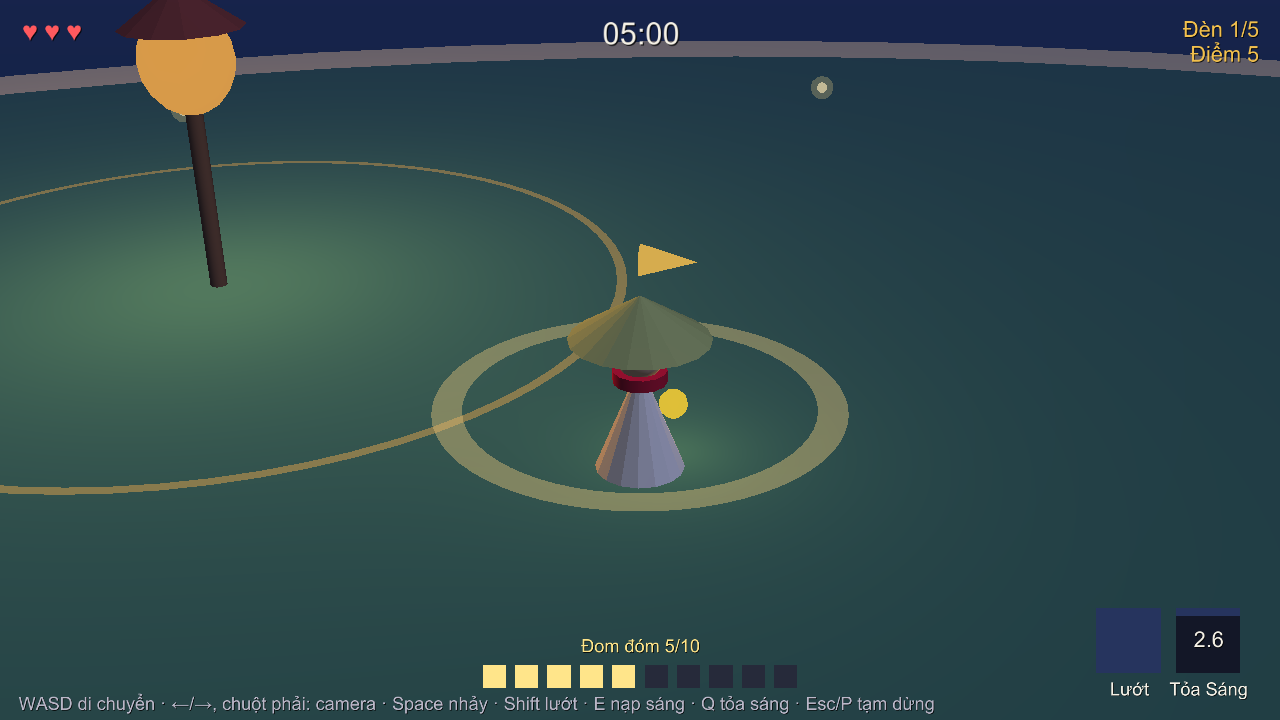 ♥ ♥ ♥
05:00
Đèn 1/5
Điểm 5
Đom đóm 5/10
2.6
Lướt
Tỏa Sáng
WASD di chuyển · ←/→, chuột phải: camera · Space nhảy · Shift lướt · E nạp sáng · Q tỏa sáng · Esc/P tạm dừng